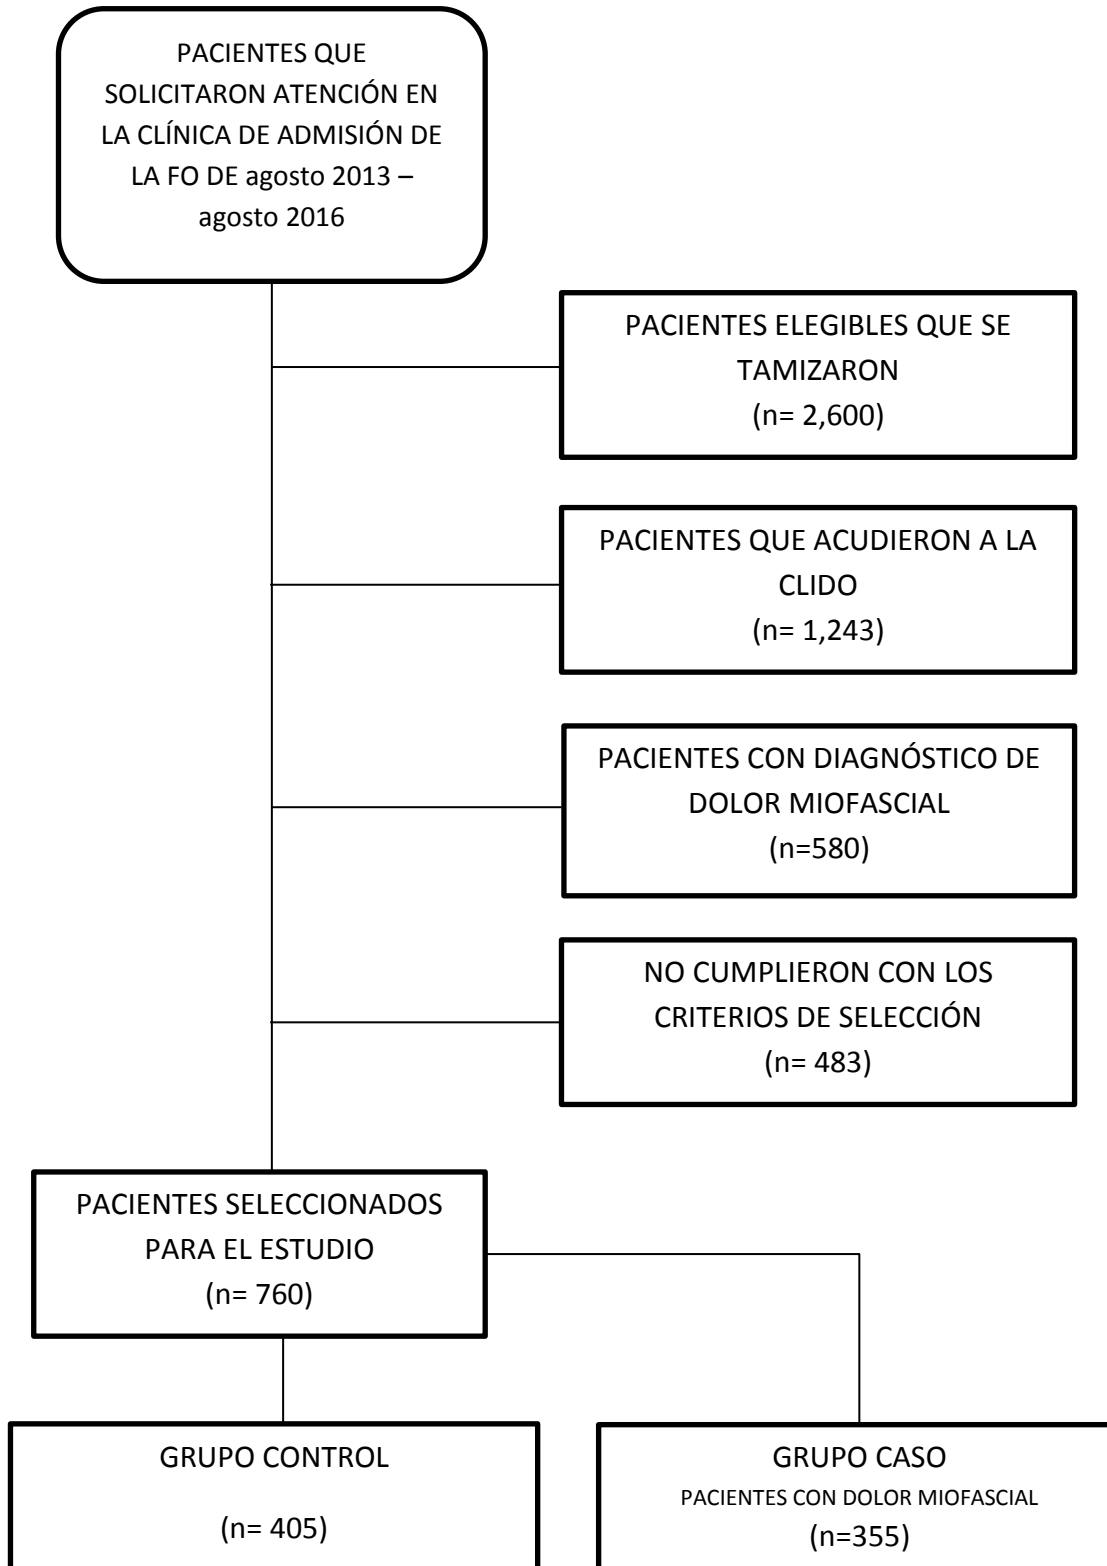 PACIENTES QUE
SOLICITARON ATENCIÓN EN
LA CLÍNICA DE ADMISIÓN DE
LA FO DE agosto 2013 –
agosto 2016
PACIENTES ELEGIBLES QUE SE
TAMIZARON
(n= 2,600)
PACIENTES QUE ACUDIERON A LA
CLIDO
(n= 1,243)
PACIENTES CON DIAGNÓSTICO DE
DOLOR MIOFASCIAL
(n=580)
NO CUMPLIERON CON LOS
CRITERIOS DE SELECCIÓN
(n= 483)
PACIENTES SELECCIONADOS
PARA EL ESTUDIO
(n= 760)
GRUPO CONTROL
(n= 405)
GRUPO CASO
PACIENTES CON DOLOR MIOFASCIAL
(n=355)